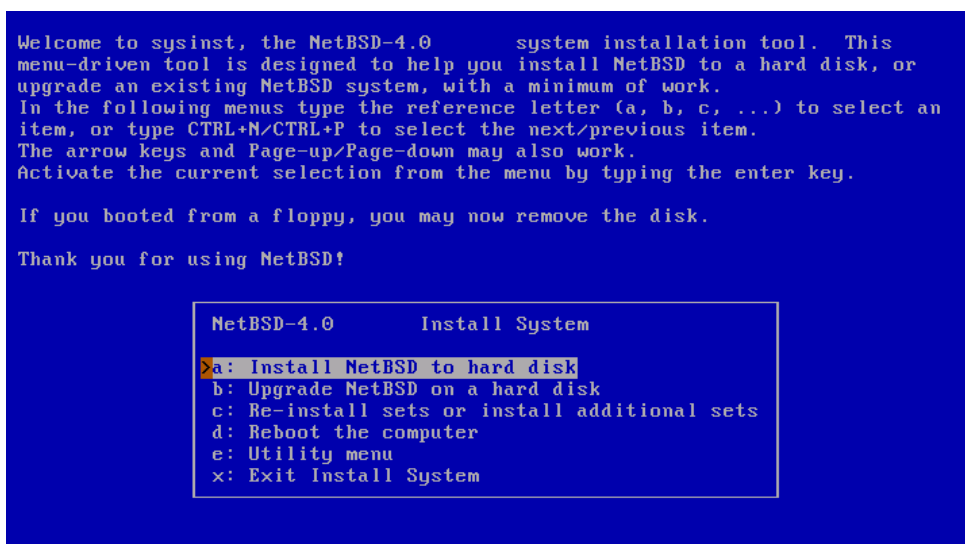 Welcome to sysinst, the NetBSD-4.0 system installation tool. This
menu-driven tool is designed to help you install NetBSD to a hard disk, or
upgrade an existing NetBSD system, with a minimum of work.
In the following menus type the reference letter (a, b, c, ...) to select an
item, or type CTRL+N/CTRL+P to select the next/previous item.
The arrow keys and Page-up/Page-down may also work.
Activate the current selection from the menu by typing the enter key.
If you booted from a floppy, you may now remove the disk.
Thank you for using NetBSD!
NetBSD-4.0 Install System
>a: Install NetBSD to hard disk
b: Upgrade NetBSD on a hard disk
c: Re-install sets or install additional sets
d: Reboot the computer
e: Utility menu
x: Exit Install System